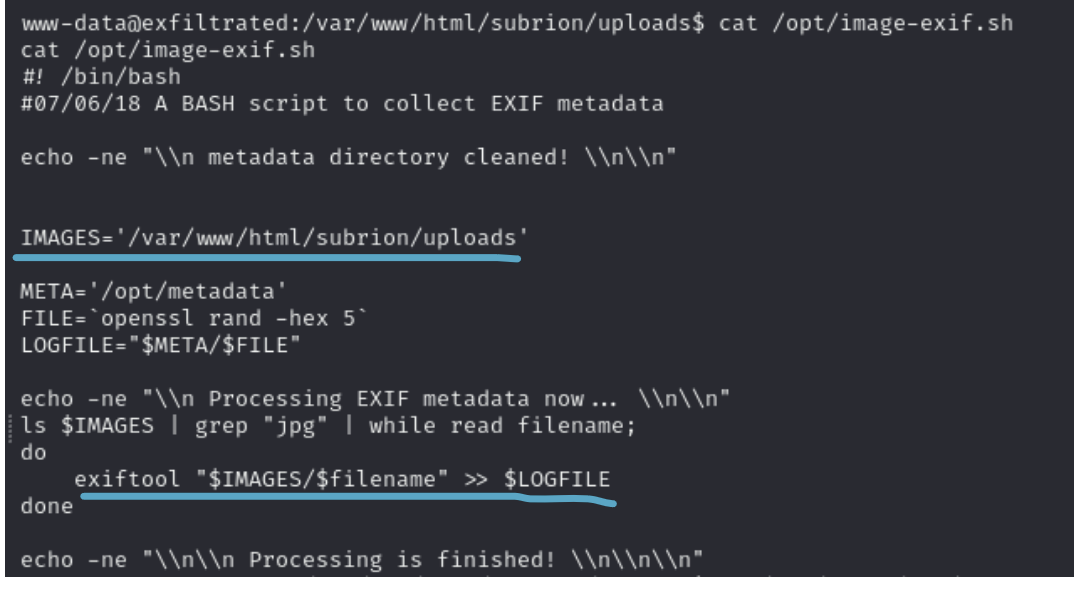 www-data@exfiltrated:/var/www/html/subrion/uploads$ cat /opt/image-exif.sh
cat /opt/image-exif.sh
#! /bin/bash
#07/06/18 A BASH script to collect EXIF metadata
echo -ne "\\n metadata directory cleaned! \\n\\n"
IMAGES='/var/www/html/subrion/uploads'
META='/opt/metadata'
FILE=`openssl rand -hex 5`
LOGFILE="$META/$FILE"
echo -ne "\\n Processing EXIF metadata now... \\n\\n"
ls $IMAGES | grep "jpg" | while read filename;
do
    exiftool "$IMAGES/$filename" >> $LOGFILE
done
echo -ne "\\n\\n Processing is finished! \\n\\n\\n"